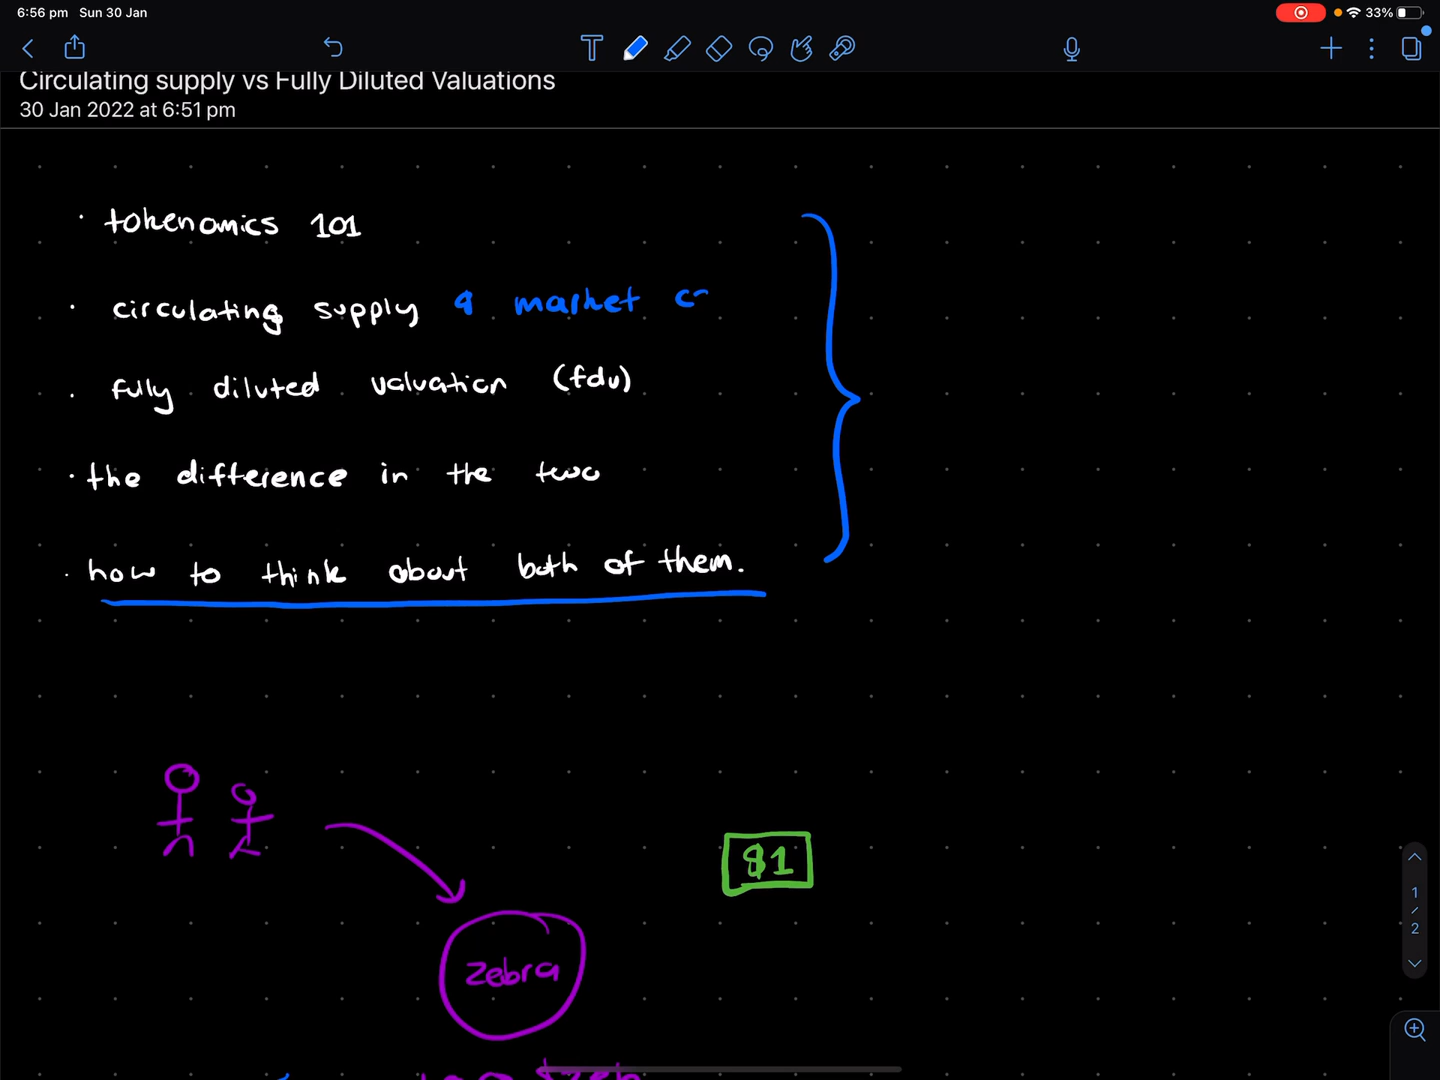 6:56 pm Sun 30 Jan
33%
Circulating supply vs Fully Diluted Valuations
30 Jan 2022 at 6:51 pm
· tokenomics 101
· circulating supply & market c
· fully diluted valuation (fdv)
· the difference in the two
· how to think about both of them.
$1
zebra
1
/
2